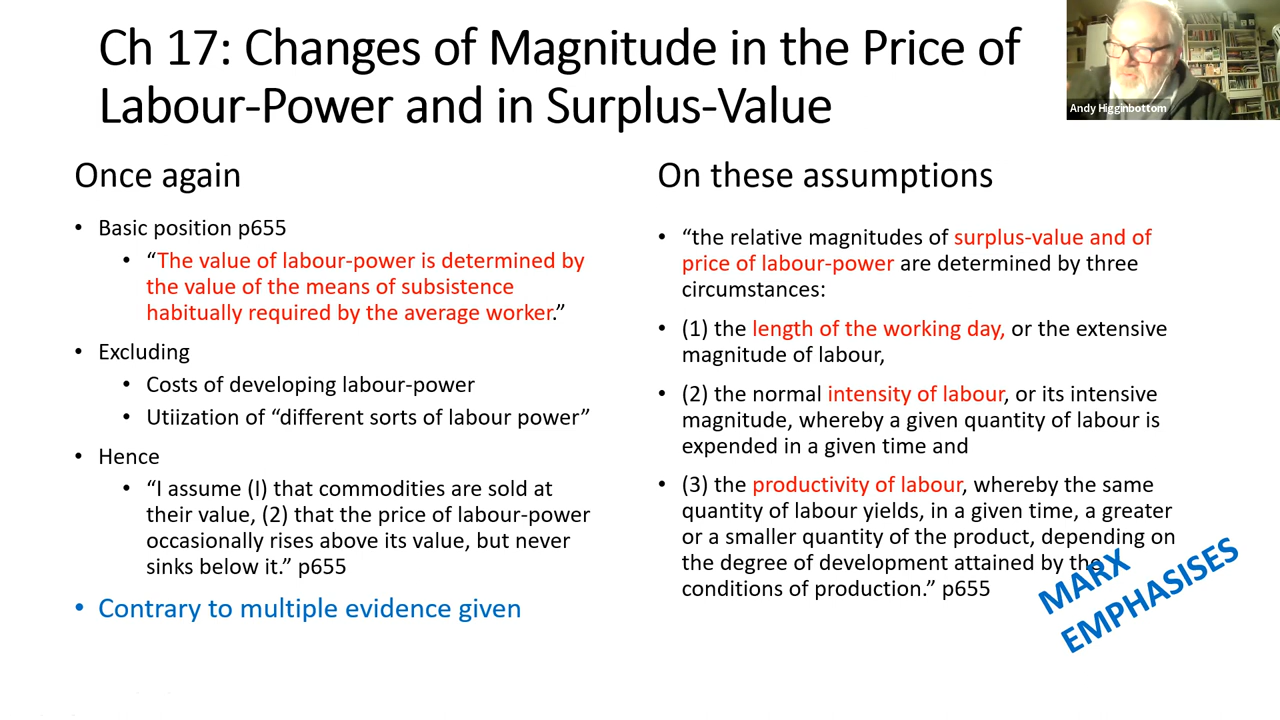 Ch 17: Changes of Magnitude in the Price of
Labour-Power and in Surplus-Value
Andy Higginbottom
Once again
• Basic position p655
• “The value of labour-power is determined by
the value of the means of subsistence
habitually required by the average worker.”
• Excluding
• Costs of developing labour-power
• Utiization of “different sorts of labour power”
• Hence
• “I assume (I) that commodities are sold at
their value, (2) that the price of labour-power
occasionally rises above its value, but never
sinks below it.” p655
• Contrary to multiple evidence given
On these assumptions
• “the relative magnitudes of surplus-value and of
price of labour-power are determined by three
circumstances:
• (1) the length of the working day, or the extensive
magnitude of labour,
• (2) the normal intensity of labour, or its intensive
magnitude, whereby a given quantity of labour is
expended in a given time and
• (3) the productivity of labour, whereby the same
quantity of labour yields, in a given time, a greater
or a smaller quantity of the product, depending on
the degree of development attained by the
conditions of production.” p655
MARX
EMPHASISES